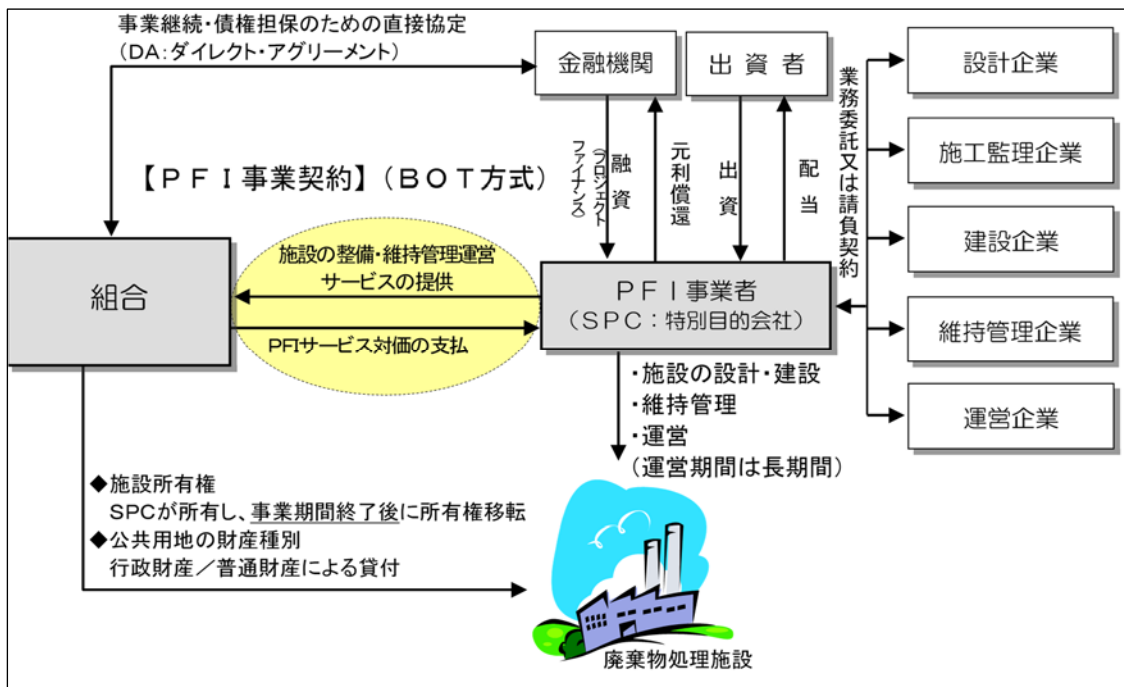 事業継続・債権担保のための直接協定
(DA:ダイレクト・アグリーメント)
金融機関
出資者
設計企業
施工監理企業
建設企業
維持管理企業
運営企業
業務委託又は請負契約
【PFI事業契約】(BOT方式)
融資
(プロジェクト
ファイナンス)
元利償還
出資
配当
組合
施設の整備・維持管理運営
サービスの提供
PFIサービス対価の支払
PFI事業者
(SPC:特別目的会社)
・施設の設計・建設
・維持管理
・運営
(運営期間は長期間)
◆施設所有権
SPCが所有し、事業期間終了後に所有権移転
◆公共用地の財産種別
行政財産/普通財産による貸付
廃棄物処理施設